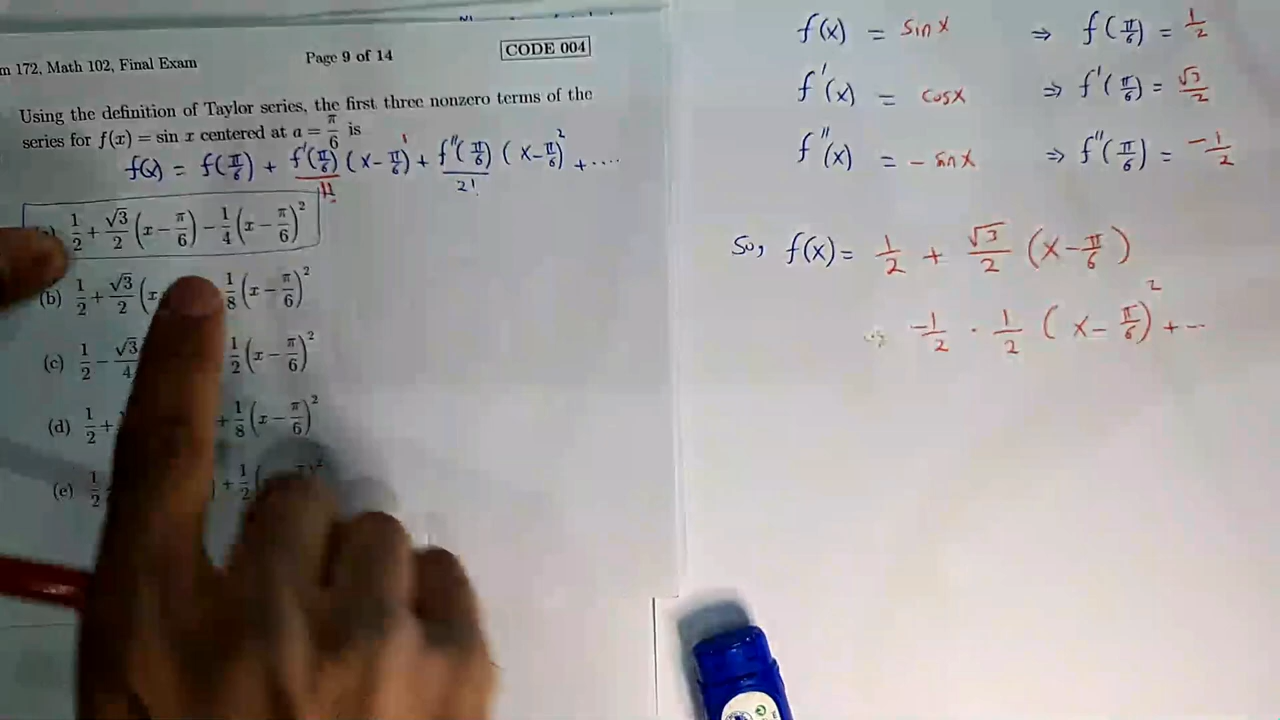 m 172, Math 102, Final Exam
Page 9 of 14
CODE 004
Using the definition of Taylor series, the first three nonzero terms of the
series for f(x) = sin x centered at a = π/6 is
f(x) = f(π/6) + f'(π/6)/1! (x-π/6)^1 + f''(π/6)/2! (x-π/6)^2 + ....
1/2 + √3/2 (x − π/6) − 1/4 (x − π/6)^2
(b) 1/2 + √3/2 (x 1/8 (x − π/6)^2
(c) 1/2 − √3/4 1/2 (x − π/6)^2
(d) 1/2 + + 1/8 (x − π/6)^2
(e) 1/2 + 1/2
f(x) = sin x ⇒ f(π/6) = 1/2
f'(x) = cos x ⇒ f'(π/6) = √3/2
f''(x) = - sin x ⇒ f''(π/6) = -1/2
So, f(x) = 1/2 + √3/2 (x-π/6)
-1/2 · 1/2 (x-π/6)^2 + ...